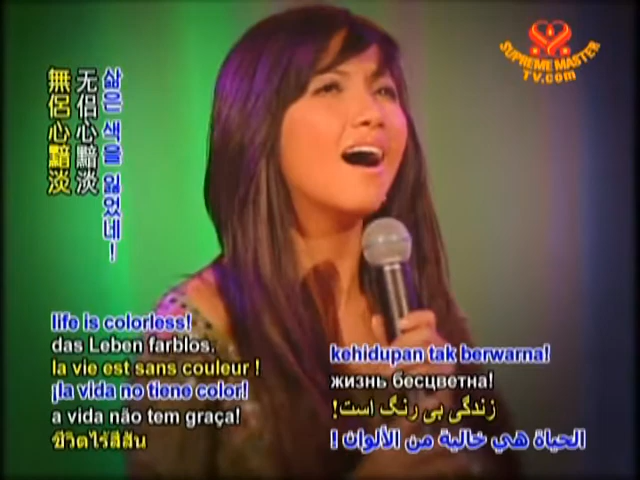 SUPREME MASTER
TV.com
삶은 색을 잃었네!
无侣心黯淡
無侶心黯淡
life is colorless!
das Leben farblos.
la vie est sans couleur !
¡la vida no tiene color!
a vida não tem graça!
ชีวิตไร้สีสัน
kehidupan tak berwarna!
жизнь бесцветна!
زندگی بی رنگ است!
الحياة هي خالية من الألوان !